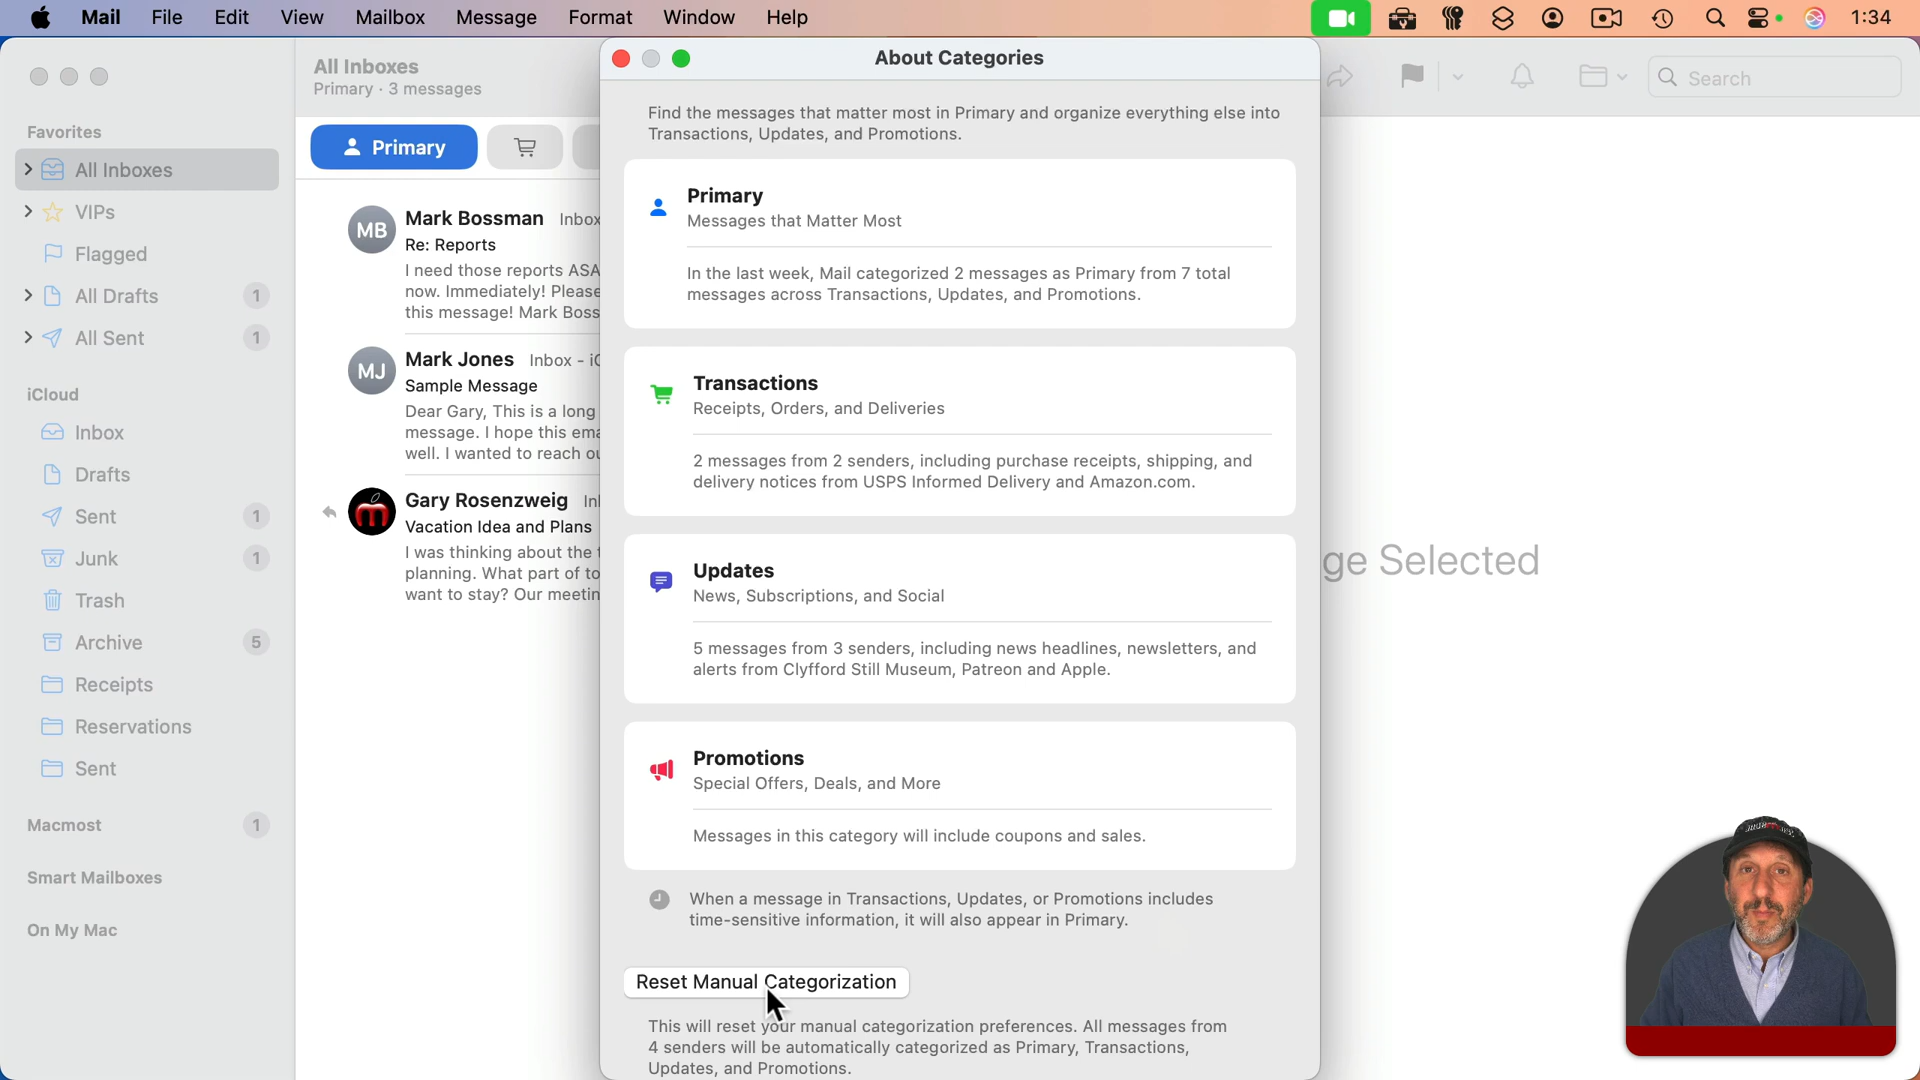 Mail File Edit View Mailbox Message Format Window Help 1:34
All Inboxes
Primary · 3 messages
About Categories
Search
Favorites
All Inboxes
VIPs
Flagged
All Drafts 1
All Sent 1
iCloud
Inbox
Drafts
Sent 1
Junk 1
Trash
Archive 5
Receipts
Reservations
Sent
Macmost 1
Smart Mailboxes
On My Mac
Primary
MB
Mark Bossman Inbox
Re: Reports
I need those reports ASA
now. Immediately! Please
this message! Mark Boss
MJ
Mark Jones Inbox - iC
Sample Message
Dear Gary, This is a long
message. I hope this ema
well. I wanted to reach ou
Gary Rosenzweig In
Vacation Idea and Plans
I was thinking about the t
planning. What part of to
want to stay? Our meetin
Find the messages that matter most in Primary and organize everything else into
Transactions, Updates, and Promotions.
Primary
Messages that Matter Most
In the last week, Mail categorized 2 messages as Primary from 7 total
messages across Transactions, Updates, and Promotions.
Transactions
Receipts, Orders, and Deliveries
2 messages from 2 senders, including purchase receipts, shipping, and
delivery notices from USPS Informed Delivery and Amazon.com.
Updates
News, Subscriptions, and Social
5 messages from 3 senders, including news headlines, newsletters, and
alerts from Clyfford Still Museum, Patreon and Apple.
Promotions
Special Offers, Deals, and More
Messages in this category will include coupons and sales.
When a message in Transactions, Updates, or Promotions includes
time-sensitive information, it will also appear in Primary.
Reset Manual Categorization
This will reset your manual categorization preferences. All messages from
4 senders will be automatically categorized as Primary, Transactions,
Updates, and Promotions.
ge Selected